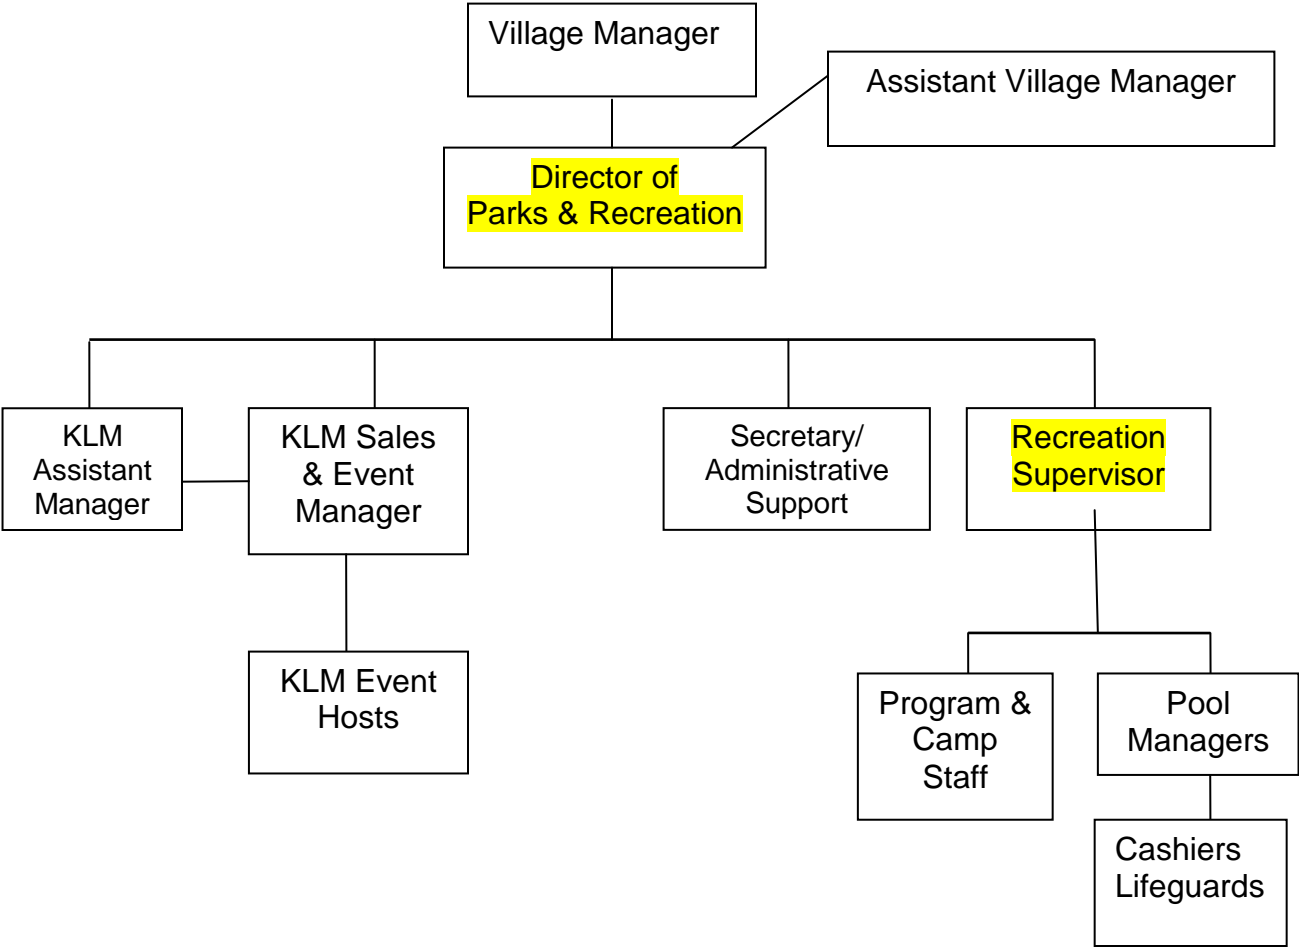 Village Manager
Assistant Village Manager
Director of
Parks & Recreation
KLM
Assistant
Manager
KLM Sales
& Event
Manager
Secretary/
Administrative
Support
Recreation
Supervisor
KLM Event
Hosts
Program &
Camp
Staff
Pool
Managers
Cashiers
Lifeguards